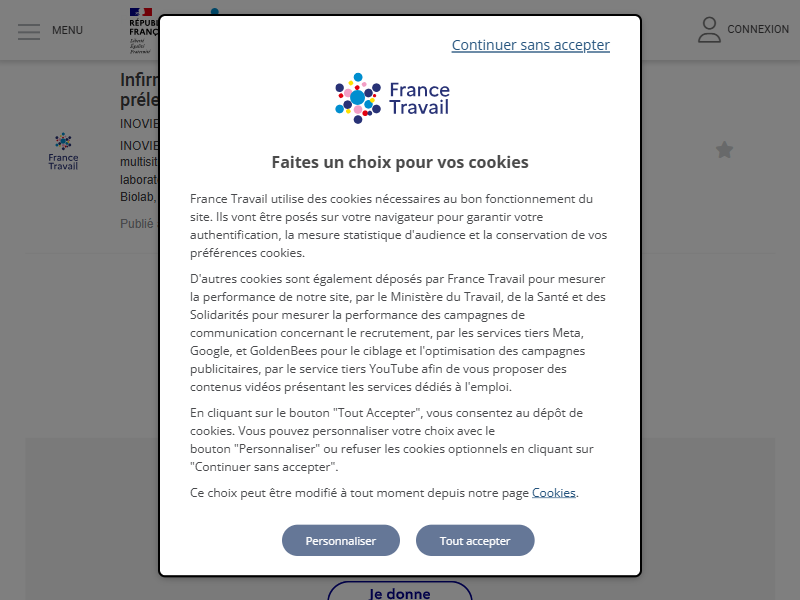 MENU
RÉPUB
FRANÇ
Liberté
Égalité
Fraternité
CONNEXION
Infirm
prélev
INOVIE
INOVIE
multisit
laborat
Biolab,
Publié
France
Travail
Continuer sans accepter
France
Travail
Faites un choix pour vos cookies
France Travail utilise des cookies nécessaires au bon fonctionnement du
site. Ils vont être posés sur votre navigateur pour garantir votre
authentification, la mesure statistique d'audience et la conservation de vos
préférences cookies.
D'autres cookies sont également déposés par France Travail pour mesurer
la performance de notre site, par le Ministère du Travail, de la Santé et des
Solidarités pour mesurer la performance des campagnes de
communication concernant le recrutement, par les services tiers Meta,
Google, et GoldenBees pour le ciblage et l'optimisation des campagnes
publicitaires, par le service tiers YouTube afin de vous proposer des
contenus vidéos présentant les services dédiés à l'emploi.
En cliquant sur le bouton "Tout Accepter", vous consentez au dépôt de
cookies. Vous pouvez personnaliser votre choix avec le
bouton "Personnaliser" ou refuser les cookies optionnels en cliquant sur
"Continuer sans accepter".
Ce choix peut être modifié à tout moment depuis notre page Cookies.
Personnaliser
Tout accepter
Je donne